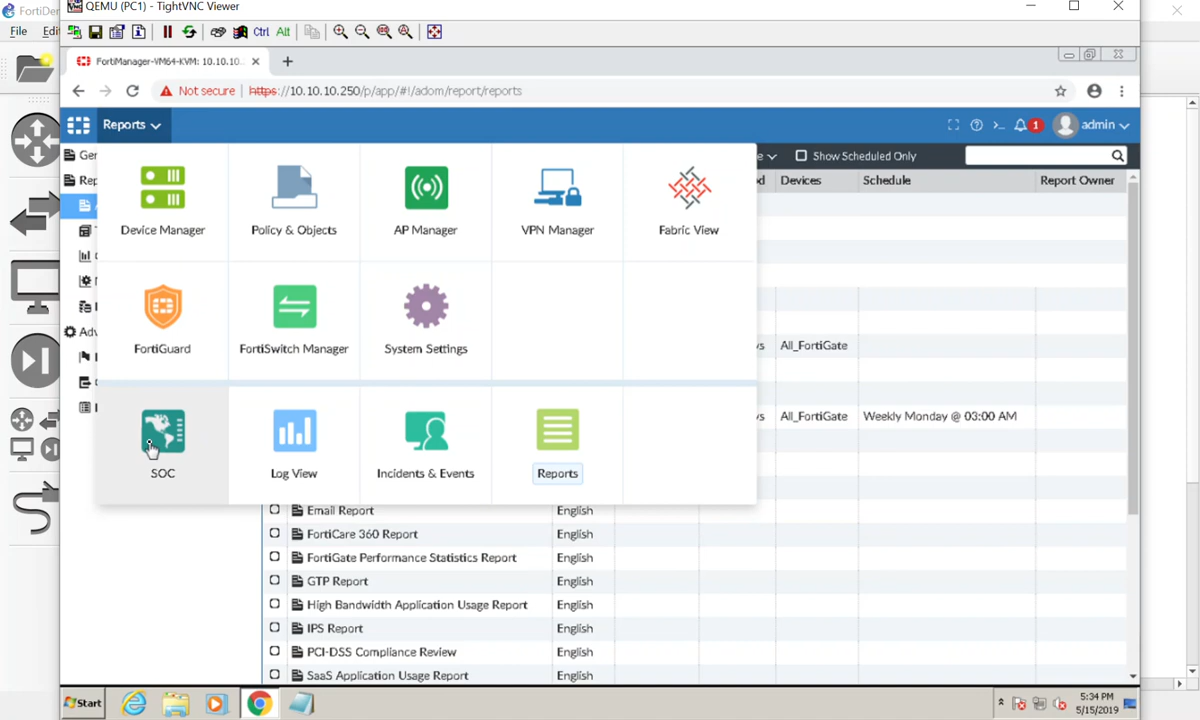 FortiDen
QEMU (PC1) - TightVNC Viewer
File Edi
Ctrl Alt
FortiManager-VM64-KVM: 10.10.10...
Not secure https://10.10.10.250/p/app/#!/adom/report/reports
Reports
1 admin
Ger
Show Scheduled Only
Rep
Devices Schedule Report Owner
Device Manager Policy & Objects AP Manager VPN Manager Fabric View
Adv
FortiGuard FortiSwitch Manager System Settings
All_FortiGate
All_FortiGate Weekly Monday @ 03:00 AM
SOC Log View Incidents & Events Reports
Email Report English
FortiCare 360 Report English
FortiGate Performance Statistics Report English
GTP Report English
High Bandwidth Application Usage Report English
IPS Report English
PCI-DSS Compliance Review English
SaaS Application Usage Report English
Start
5:34 PM
5/15/2019